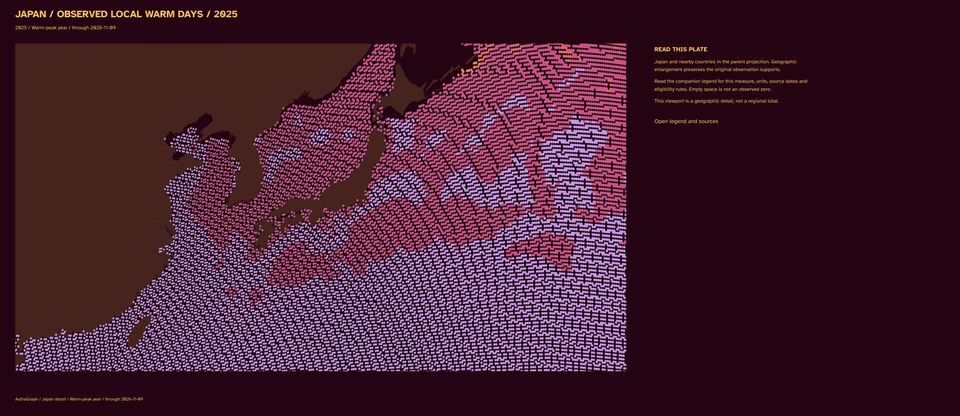 JAPAN / OBSERVED LOCAL WARM DAYS / 2025
2025 / Warm-peak year / through 2026-11-09
READ THIS PLATE
Japan and nearby countries in the parent projection. Geographic
enlargement preserves the original observation supports.
Read the companion legend for this measure, units, source dates and
eligibility rules. Empty space is not an observed zero.
This viewport is a geographic detail, not a regional total.
Open legend and sources
AuthaGraph / Japan detail / Warm-peak year / through 2026-11-09